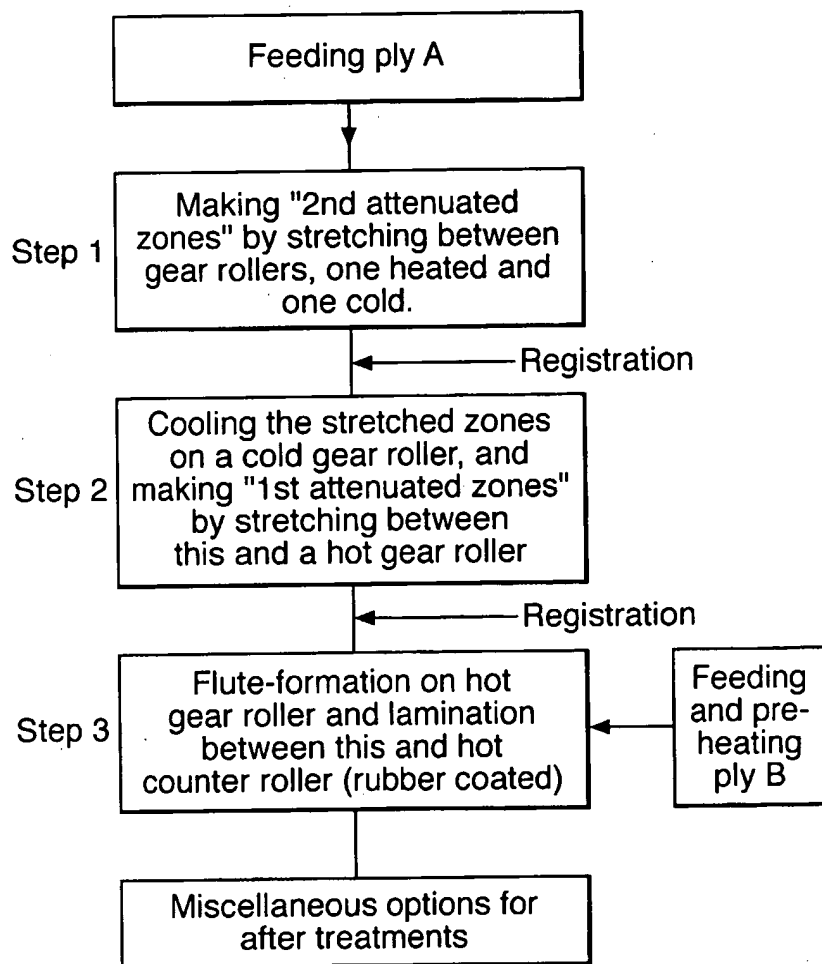 Feeding ply A
Step 1
Making "2nd attenuated
zones" by stretching between
gear rollers, one heated and
one cold.
Registration
Step 2
Cooling the stretched zones
on a cold gear roller, and
making "1st attenuated zones"
by stretching between
this and a hot gear roller
Registration
Step 3
Flute-formation on hot
gear roller and lamination
between this and hot
counter roller (rubber coated)
Feeding
and pre-
heating
ply B
Miscellaneous options for
after treatments